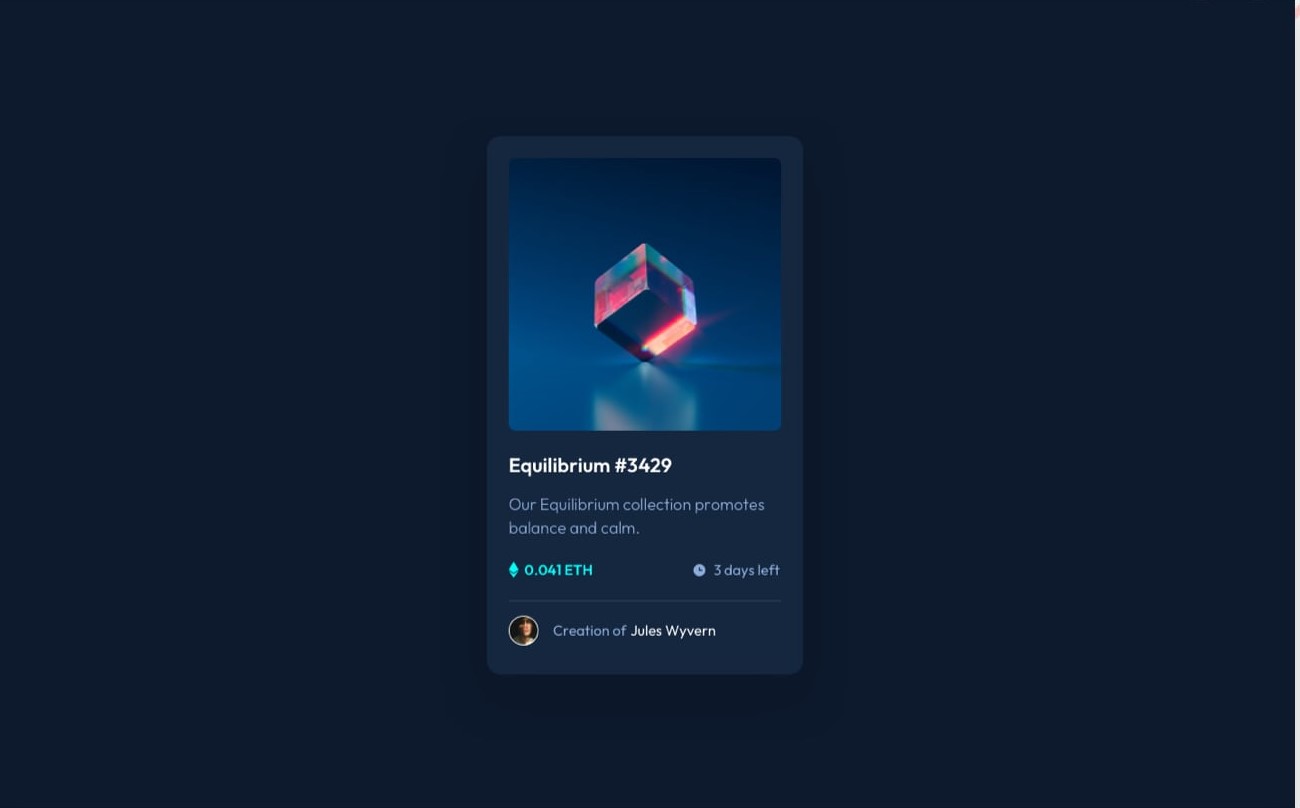 Equilibrium #3429
Our Equilibrium collection promotes
balance and calm.
0.041 ETH
3 days left
Creation of Jules Wyvern